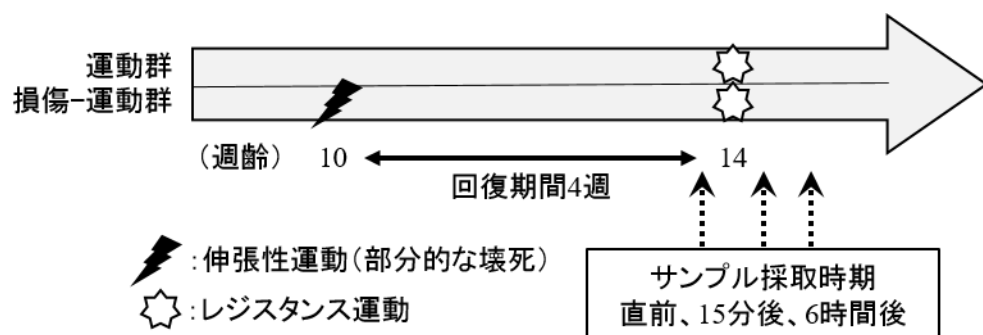 運動群
損傷-運動群
(週齢) 10 14
回復期間4週
:伸張性運動(部分的な壊死)
:レジスタンス運動
サンプル採取時期
直前、15分後、6時間後